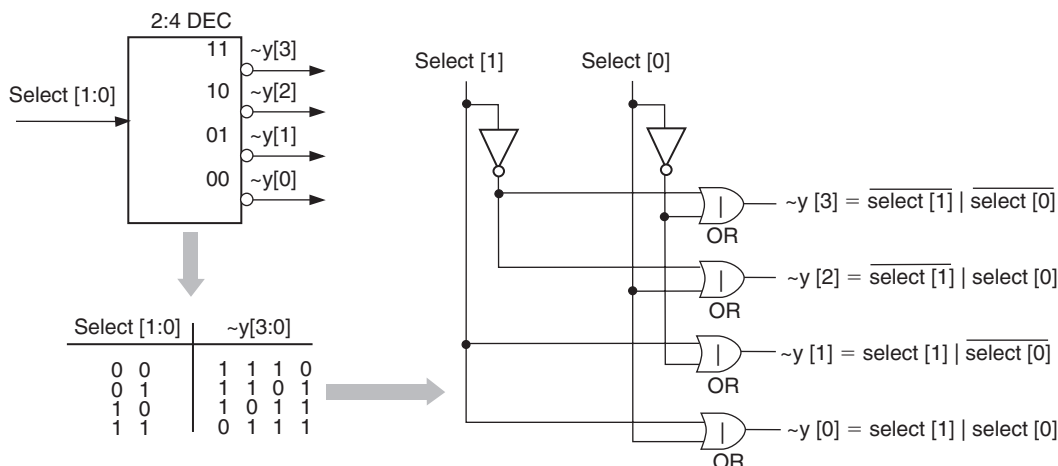 2:4 DEC
Select [1:0]
11 ~y[3]
10 ~y[2]
01 ~y[1]
00 ~y[0]
Select [1:0] ~y[3:0]
0 0 1 1 1 0
0 1 1 1 0 1
1 0 1 0 1 1
1 1 0 1 1 1
Select [1] Select [0]
| OR ~y [3] = select [1] | select [0]
| OR ~y [2] = select [1] | select [0]
| OR ~y [1] = select [1] | select [0]
| OR ~y [0] = select [1] | select [0]